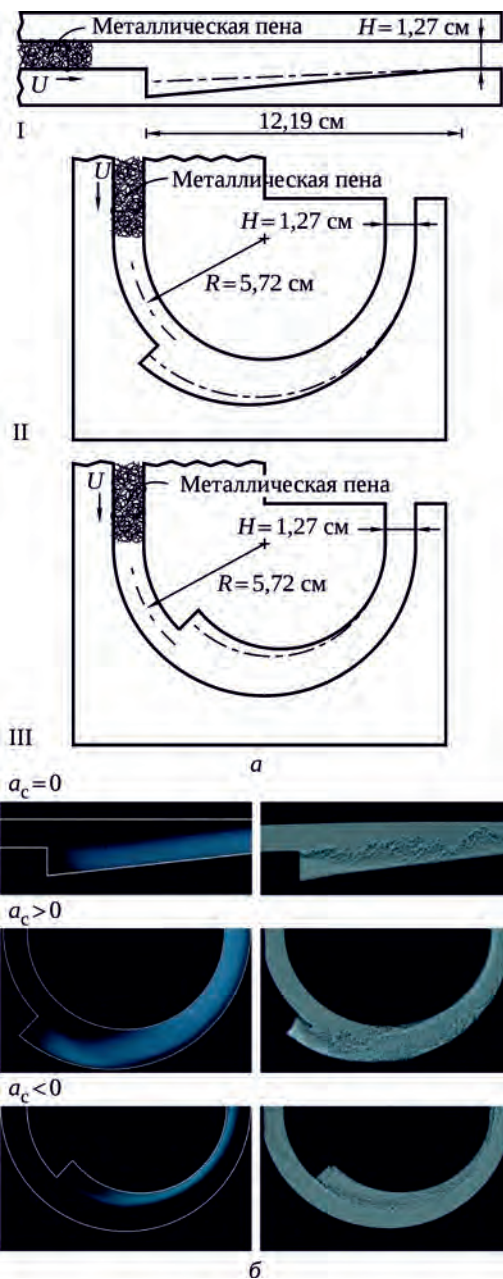 Металлическая пена
H = 1,27 см
U
12,19 см
I
U
Металлическая пена
H = 1,27 см
R = 5,72 см
II
U
Металлическая пена
H = 1,27 см
R = 5,72 см
III
а
a_c = 0
a_c > 0
a_c < 0
б